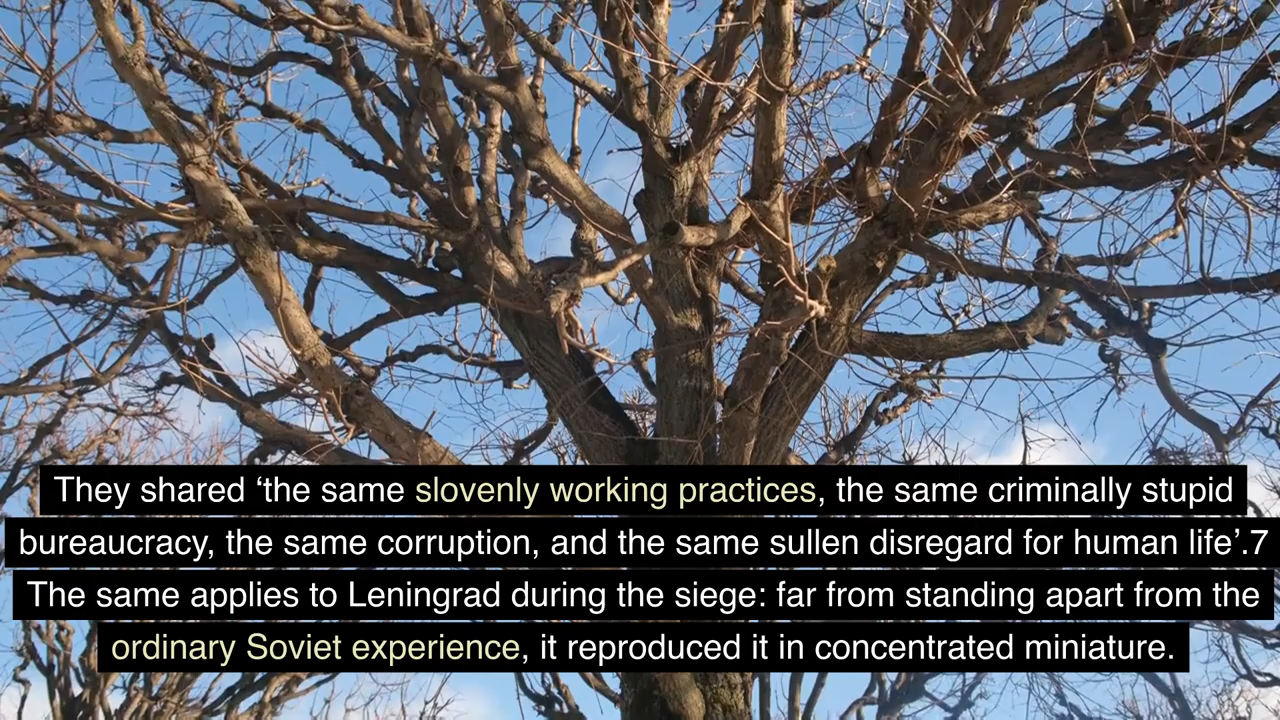 They shared ‘the same slovenly working practices, the same criminally stupid
bureaucracy, the same corruption, and the same sullen disregard for human life’.7
The same applies to Leningrad during the siege: far from standing apart from the
ordinary Soviet experience, it reproduced it in concentrated miniature.